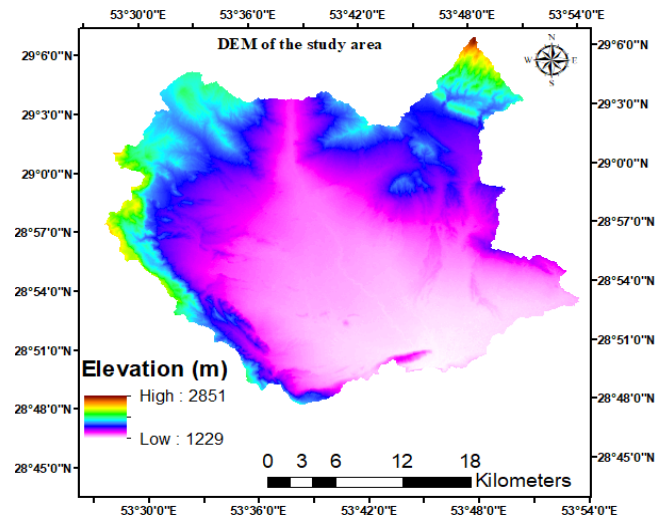 53°30'0"E 53°36'0"E 53°42'0"E 53°48'0"E 53°54'0"E
DEM of the study area
N
W E
S
29°6'0"N 29°6'0"N
29°3'0"N 29°3'0"N
29°0'0"N 29°0'0"N
28°57'0"N 28°57'0"N
28°54'0"N 28°54'0"N
28°51'0"N 28°51'0"N
Elevation (m)
High : 2851
28°48'0"N 28°48'0"N
Low : 1229
28°45'0"N 28°45'0"N
0 3 6 12 18
Kilometers
53°30'0"E 53°36'0"E 53°42'0"E 53°48'0"E 53°54'0"E